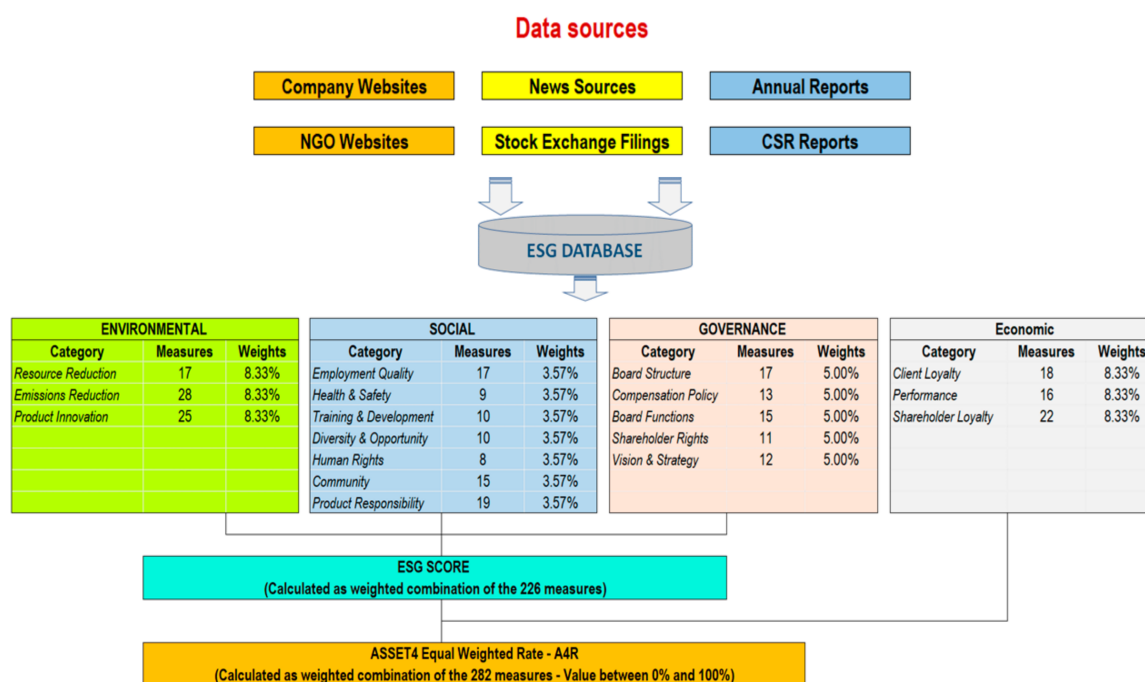 Data sources
Company Websites News Sources Annual Reports
NGO Websites Stock Exchange Filings CSR Reports
ESG DATABASE
ENVIRONMENTAL SOCIAL GOVERNANCE Economic
Category Measures Weights Category Measures Weights Category Measures Weights Category Measures Weights
Resource Reduction 17 8.33% Employment Quality 17 3.57% Board Structure 17 5.00% Client Loyalty 18 8.33%
Emissions Reduction 28 8.33% Health & Safety 9 3.57% Compensation Policy 13 5.00% Performance 16 8.33%
Product Innovation 25 8.33% Training & Development 10 3.57% Board Functions 15 5.00% Shareholder Loyalty 22 8.33%
Diversity & Opportunity 10 3.57% Shareholder Rights 11 5.00%
Human Rights 8 3.57% Vision & Strategy 12 5.00%
Community 15 3.57%
Product Responsibility 19 3.57%
ESG SCORE
(Calculated as weighted combination of the 226 measures)
ASSET4 Equal Weighted Rate - A4R
(Calculated as weighted combination of the 282 measures - Value between 0% and 100%)